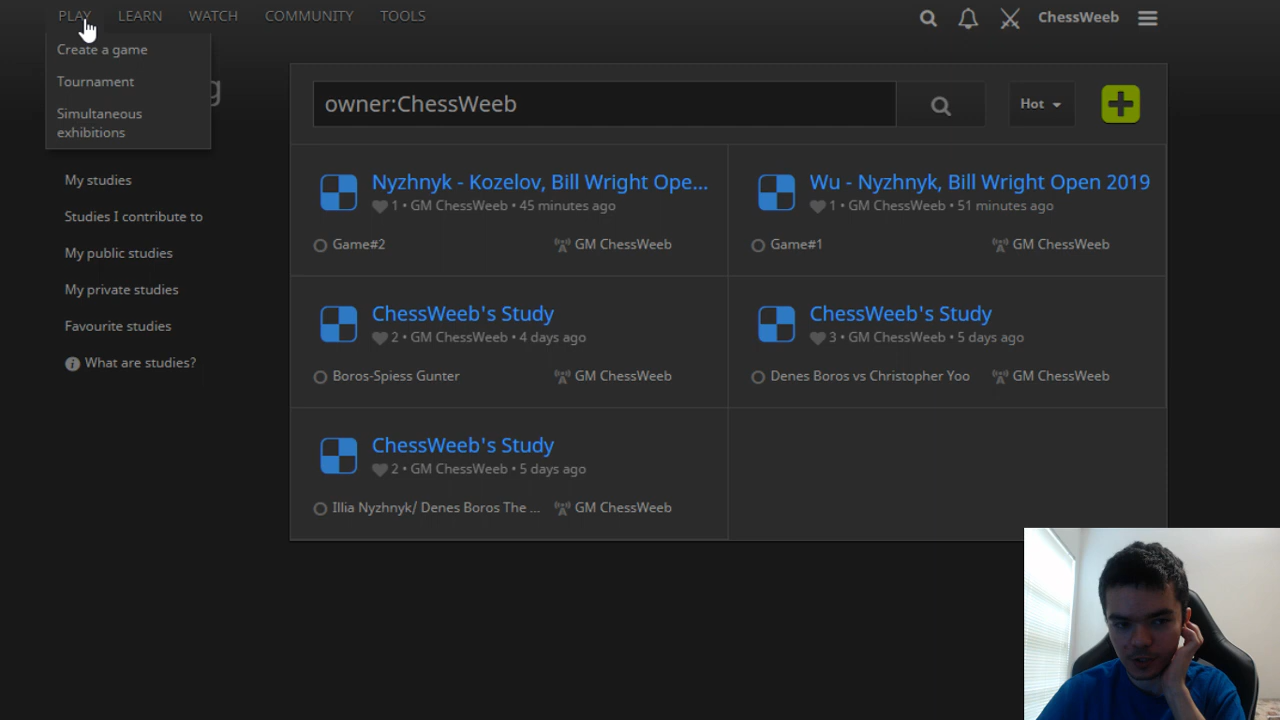 PLAY LEARN WATCH COMMUNITY TOOLS ChessWeeb
Create a game
Tournament
Simultaneous
exhibitions
g
My studies
Studies I contribute to
My public studies
My private studies
Favourite studies
What are studies?
owner:ChessWeeb Hot
Nyzhnyk - Kozelov, Bill Wright Ope...
1 • GM ChessWeeb • 45 minutes ago
Game#2 GM ChessWeeb
Wu - Nyzhnyk, Bill Wright Open 2019
1 • GM ChessWeeb • 51 minutes ago
Game#1 GM ChessWeeb
ChessWeeb's Study
2 • GM ChessWeeb • 4 days ago
Boros-Spiess Gunter GM ChessWeeb
ChessWeeb's Study
3 • GM ChessWeeb • 5 days ago
Denes Boros vs Christopher Yoo GM ChessWeeb
ChessWeeb's Study
2 • GM ChessWeeb • 5 days ago
Illia Nyzhnyk/ Denes Boros The ... GM ChessWeeb